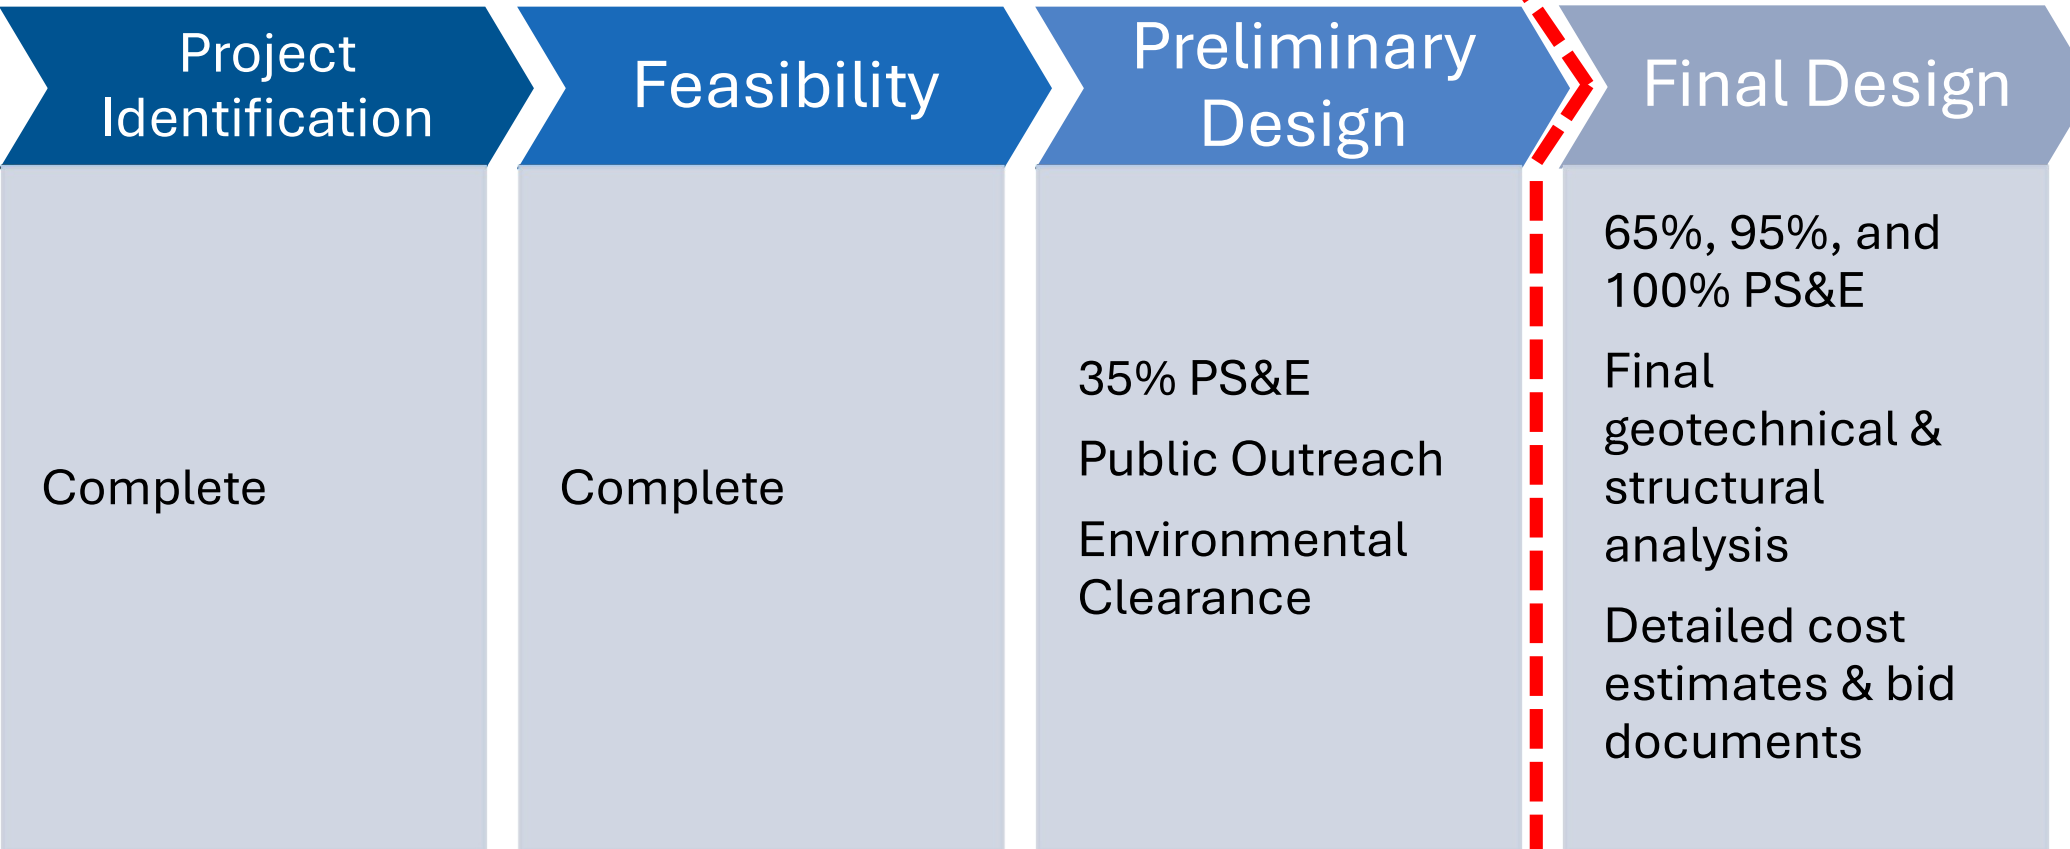 Project
Identification
Complete
Feasibility
Complete
Preliminary
Design
35% PS&E
Public Outreach
Environmental
Clearance
Final Design
65%, 95%, and
100% PS&E
Final
geotechnical &
structural
analysis
Detailed cost
estimates & bid
documents